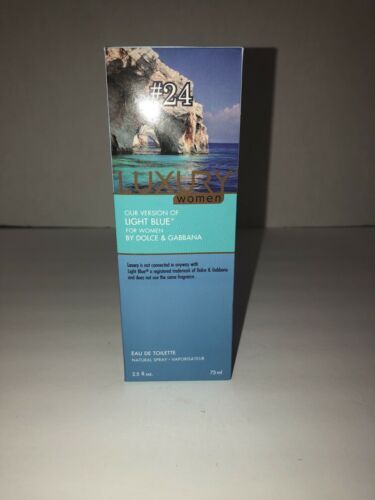 #24
LUXURY
women
OUR VERSION OF
LIGHT BLUE®
FOR WOMEN
BY DOLCE & GABBANA
Luxury is not connected in anyway with
Light Blue® a registered trademark of Dolce & Gabbana
and does not use the same fragrance.
EAU DE TOILETTE
NATURAL SPRAY • VAPORISATEUR
2.5 fl oz. 75 ml